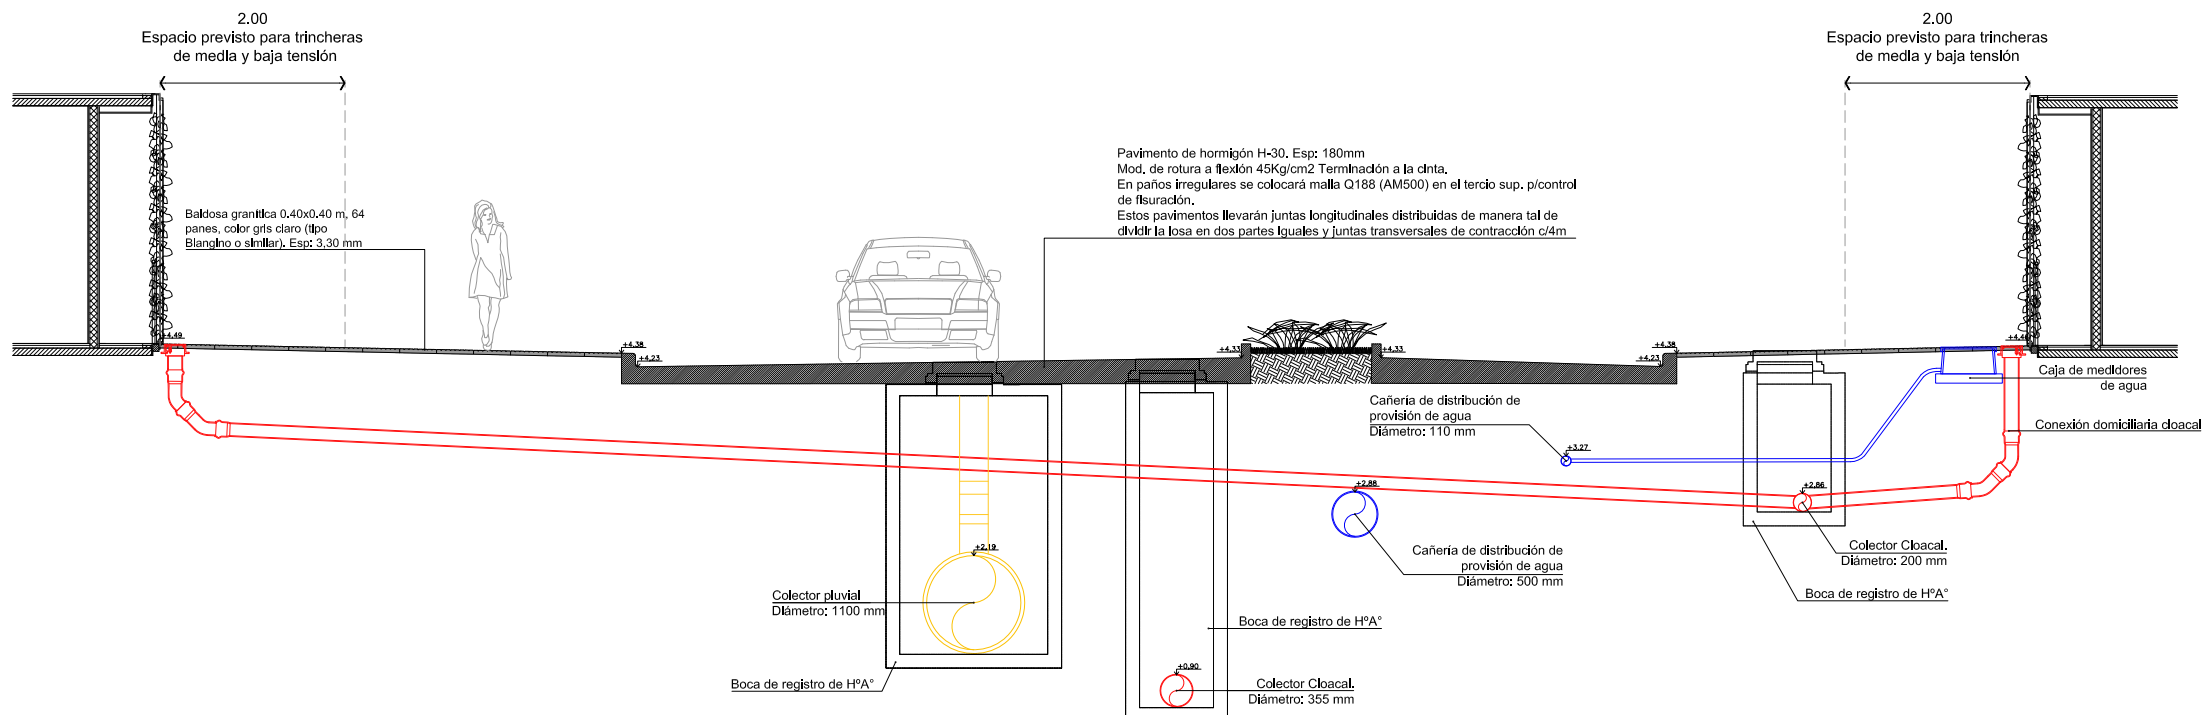 2.00
Espacio previsto para trincheras
de media y baja tensión
2.00
Espacio previsto para trincheras
de media y baja tensión
Pavimento de hormigón H-30. Esp: 180mm
Mod. de rotura a flexión 45Kg/cm2 Terminación a la cinta.
En paños irregulares se colocará malla Q188 (AM500) en el tercio sup. p/control
de fisuración.
Estos pavimentos llevarán juntas longitudinales distribuidas de manera tal de
dividir la losa en dos partes iguales y juntas transversales de contracción c/4m
Baldosa granítica 0.40x0.40 m, 64
panes, color gris claro (tipo
Blangino o similar). Esp: 3,30 mm
+4,49
+4,38
+4,23
+4,33
+4,33
+4,23
+4,38
+4,46
Caja de medidores
de agua
Cañería de distribución de
provisión de agua
Diámetro: 110 mm
Conexión domiciliaria cloacal
+3,27
+2,88
+2,86
Cañería de distribución de
provisión de agua
Diámetro: 500 mm
Colector Cloacal.
Diámetro: 200 mm
+2,19
Colector pluvial
Diámetro: 1100 mm
Boca de registro de HºA°
Boca de registro de HºA°
+0,90
Boca de registro de HºA°
Colector Cloacal.
Diámetro: 355 mm